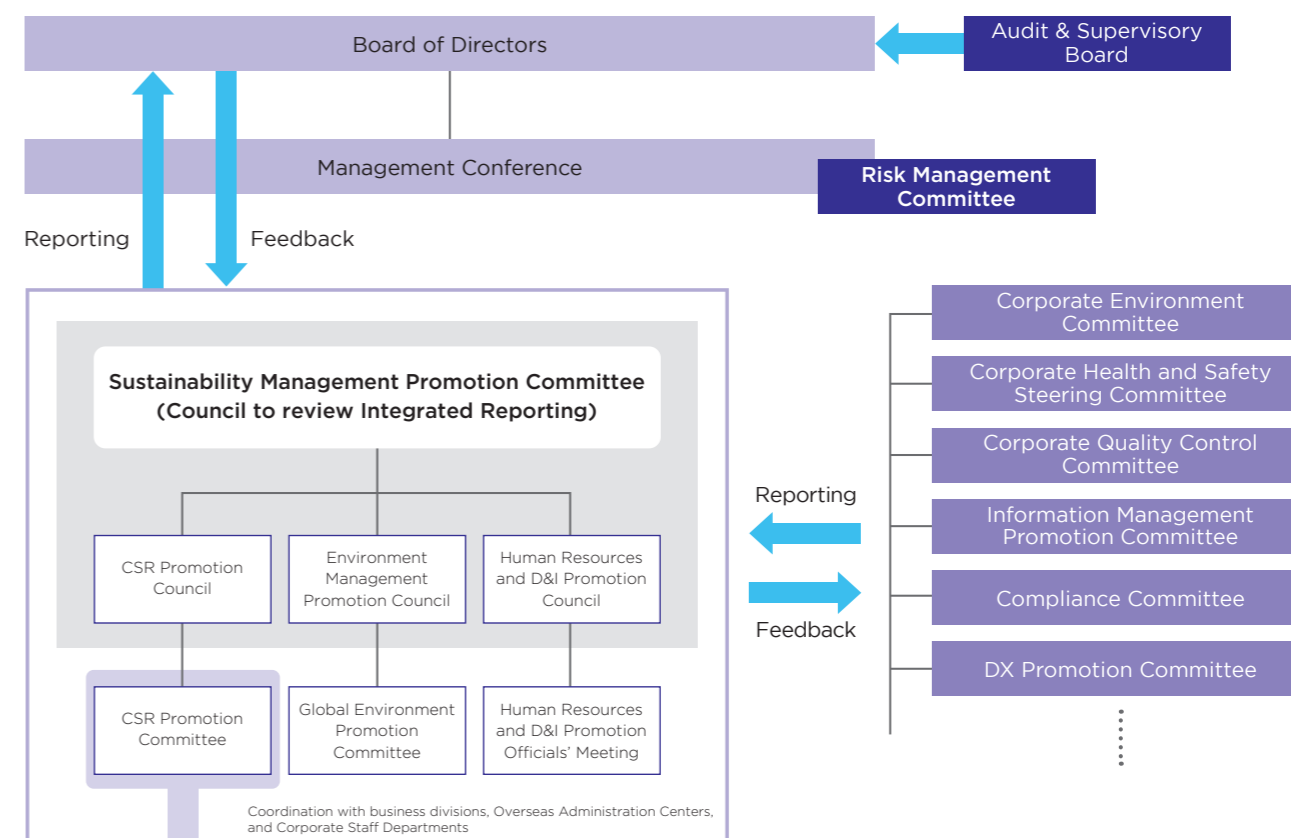 Board of Directors
Audit & Supervisory
Board
Management Conference
Risk Management
Committee
Reporting
Feedback
Sustainability Management Promotion Committee
(Council to review Integrated Reporting)
CSR Promotion
Council
Environment
Management
Promotion Council
Human Resources
and D&I Promotion
Council
CSR Promotion
Committee
Global Environment
Promotion
Committee
Human Resources
and D&I Promotion
Officials' Meeting
Coordination with business divisions, Overseas Administration Centers,
and Corporate Staff Departments
Reporting
Feedback
Corporate Environment
Committee
Corporate Health and Safety
Steering Committee
Corporate Quality Control
Committee
Information Management
Promotion Committee
Compliance Committee
DX Promotion Committee